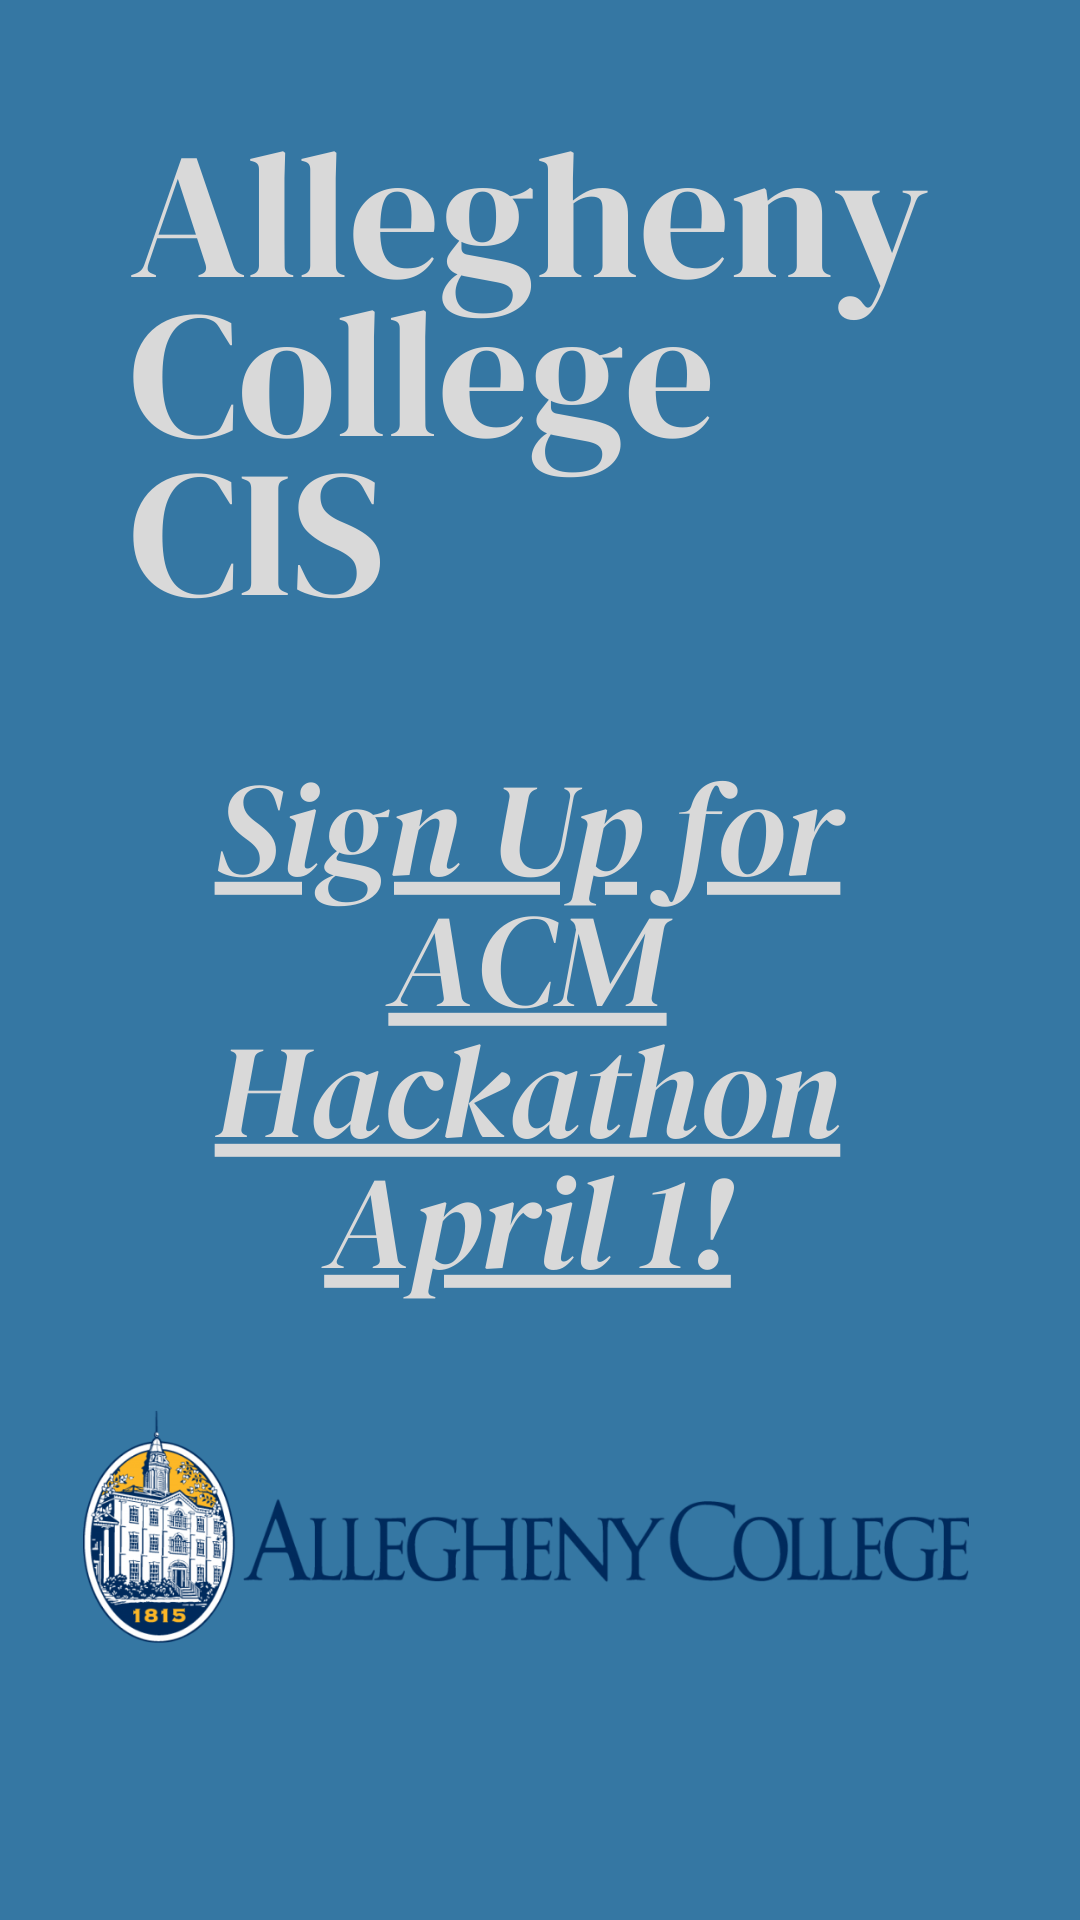 Allegheny
College
CIS
Sign Up for
ACM
Hackathon
April 1!
1815
ALLEGHENY COLLEGE